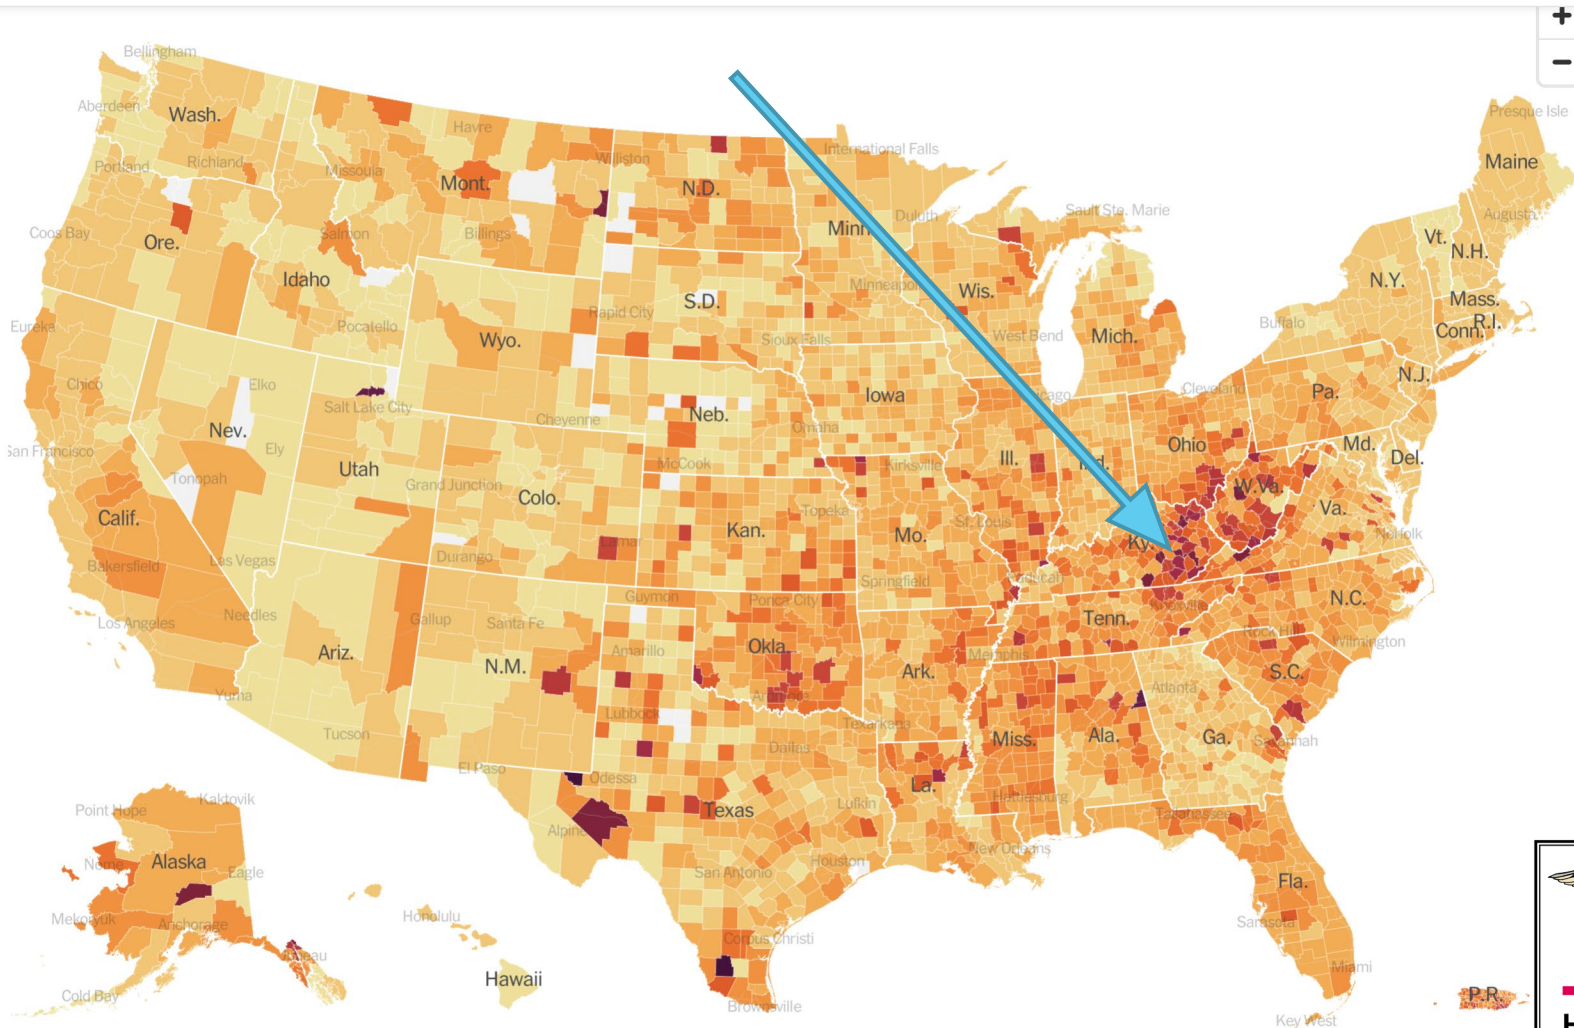 +
Bellingham
Presque Isle
Aberdeen
Wash.
Havre
Williston
International Falls
Maine
Portland
Richland
Missoula
Mont.
N.D.
Duluth
Sault Ste. Marie
Augusta
Coos Bay
Ore.
Salmon
Billings
Minn
Vt.
N.H.
Idaho
Minneapol
Wis.
N.Y.
Mass.
Eureka
Pocatello
Wyo.
Rapid City
S.D.
Sioux Falls
West Bend
Mich.
Buffalo
Conn.
R.I.
Chico
Elko
Salt Lake City
Cheyenne
Neb.
Omaha
Iowa
icago
Cleveland
Pa.
N.J.
San Francisco
Nev.
Ely
Utah
Grand Junction
McCook
Kirksville
Ill.
Ind.
Ohio
Md.
Del.
Tonopah
Colo.
Topeka
W.Va.
Va.
Calif.
Kan.
Mo.
St. Louis
Ky.
Norfolk
Bakersfield
Las Vegas
Durango
Lamar
Springfield
Paducah
Los Angeles
Needles
Gallup
Santa Fe
Guymon
Ponca City
Tenn.
Knoxville
N.C.
Ariz.
N.M.
Amarillo
Okla.
Ark.
Memphis
Rock Hill
Wilmington
Yuma
Ardmore
Atlanta
S.C.
Tucson
Lubbock
Dallas
Texarkana
Miss.
Ala.
Ga.
Savannah
El Paso
Odessa
La.
Point Hope
Kaktovik
Alpine
Texas
Lufkin
Hattiesburg
Tallahassee
Nome
Alaska
Eagle
San Antonio
Houston
New Orleans
Fla.
Mekoryuk
Anchorage
Honolulu
Corpus Christi
Sarasota
Juneau
Hawaii
Miami
Cold Bay
Brownsville
P.R.
Key West